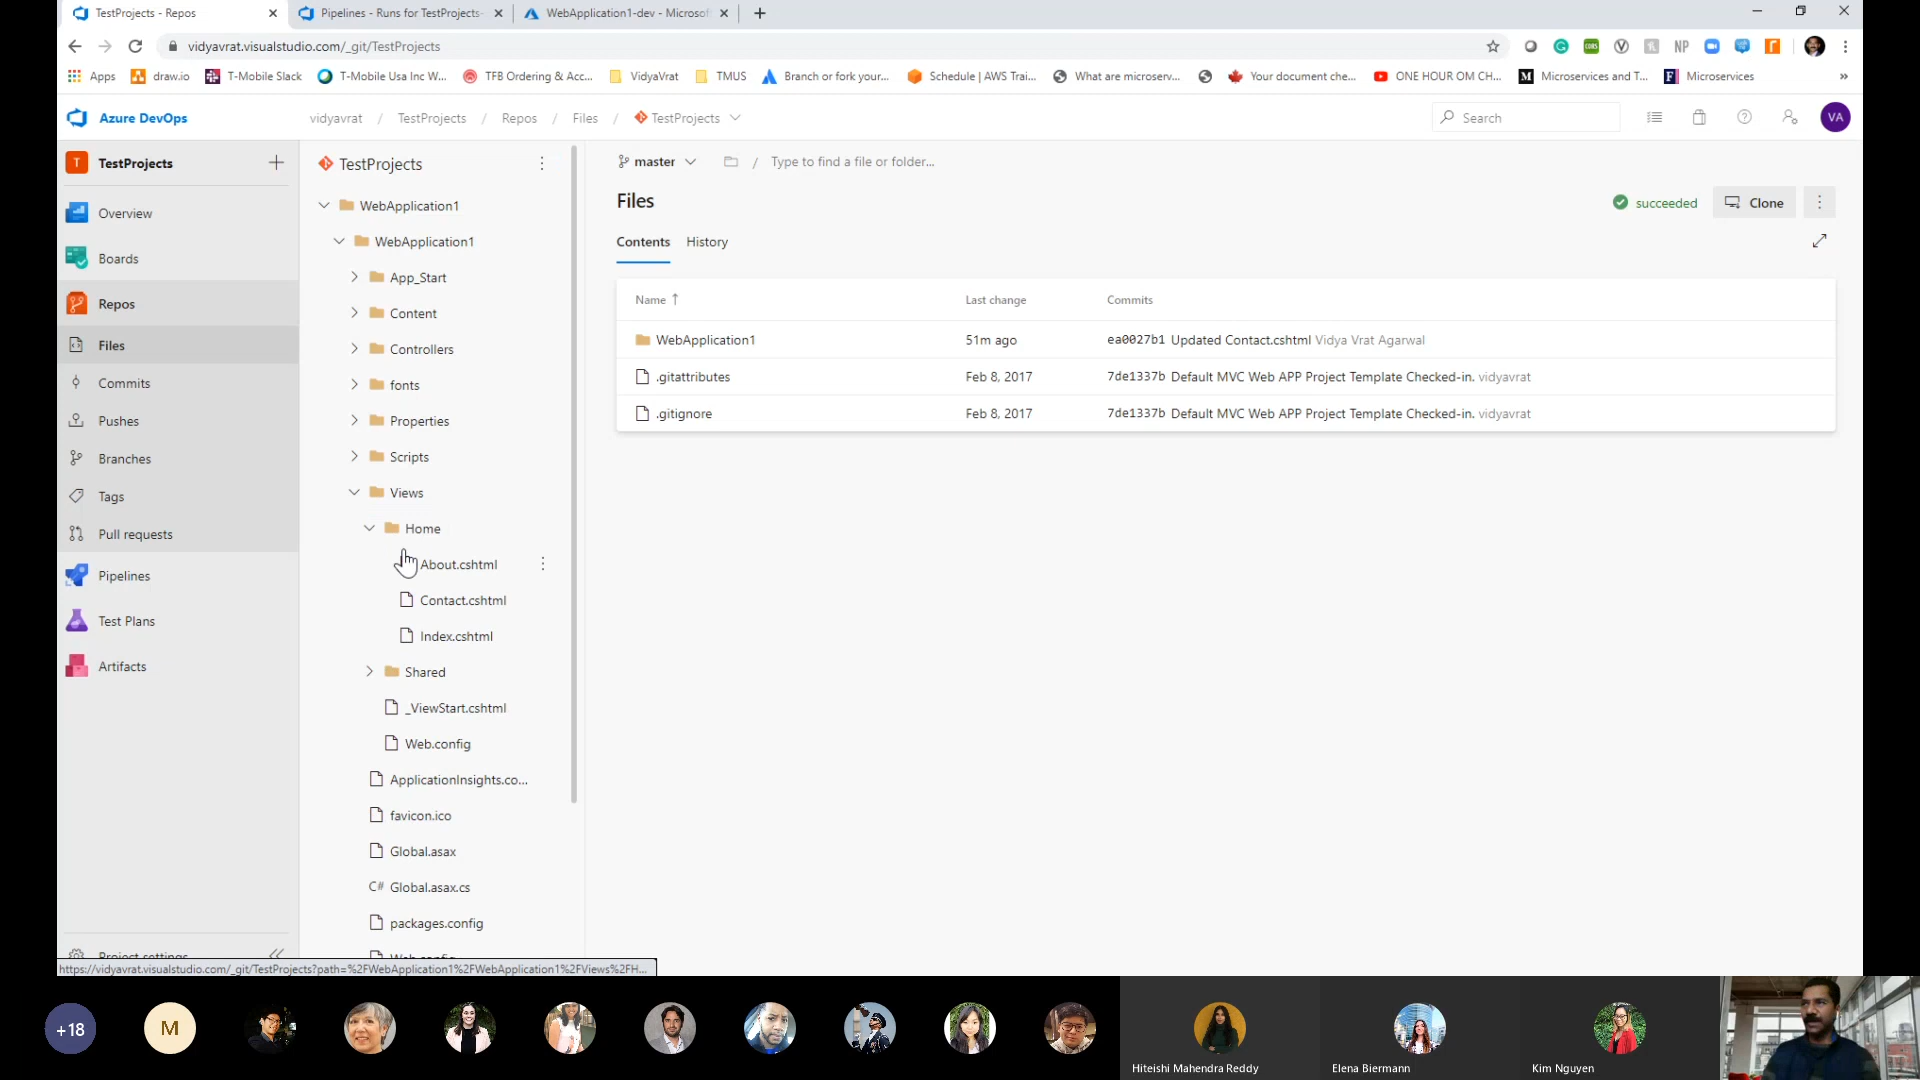 TestProjects - Repos
Pipelines - Runs for TestProjects-
WebApplication1-dev - Microsof
vidyavrat.visualstudio.com/_git/TestProjects
Apps
draw.io
T-Mobile Slack
T-Mobile Usa Inc W...
TFB Ordering & Acc...
VidyaVrat
TMUS
Branch or fork your...
Schedule | AWS Trai...
What are microserv...
Your document che...
ONE HOUR OM CH...
Microservices and T...
Microservices
»
NP
Azure DevOps
vidyavrat / TestProjects / Repos / Files / TestProjects
Search
VA
T TestProjects
Overview
Boards
Repos
Files
Commits
Pushes
Branches
Tags
Pull requests
Pipelines
Test Plans
Artifacts
Project settings
TestProjects
WebApplication1
WebApplication1
App_Start
Content
Controllers
fonts
Properties
Scripts
Views
Home
About.cshtml
Contact.cshtml
Index.cshtml
Shared
_ViewStart.cshtml
Web.config
ApplicationInsights.co...
favicon.ico
Global.asax
C# Global.asax.cs
packages.config
Web.config
master / Type to find a file or folder...
Files
succeeded
Clone
Contents History
Name ↑ Last change Commits
WebApplication1 51m ago ea0027b1 Updated Contact.cshtml Vidya Vrat Agarwal
.gitattributes Feb 8, 2017 7de1337b Default MVC Web APP Project Template Checked-in. vidyavrat
.gitignore Feb 8, 2017 7de1337b Default MVC Web APP Project Template Checked-in. vidyavrat
https://vidyavrat.visualstudio.com/_git/TestProjects?path=%2FWebApplication1%2FWebApplication1%2FViews%2FH...
+18
M
Hiteishi Mahendra Reddy
Elena Biermann
Kim Nguyen